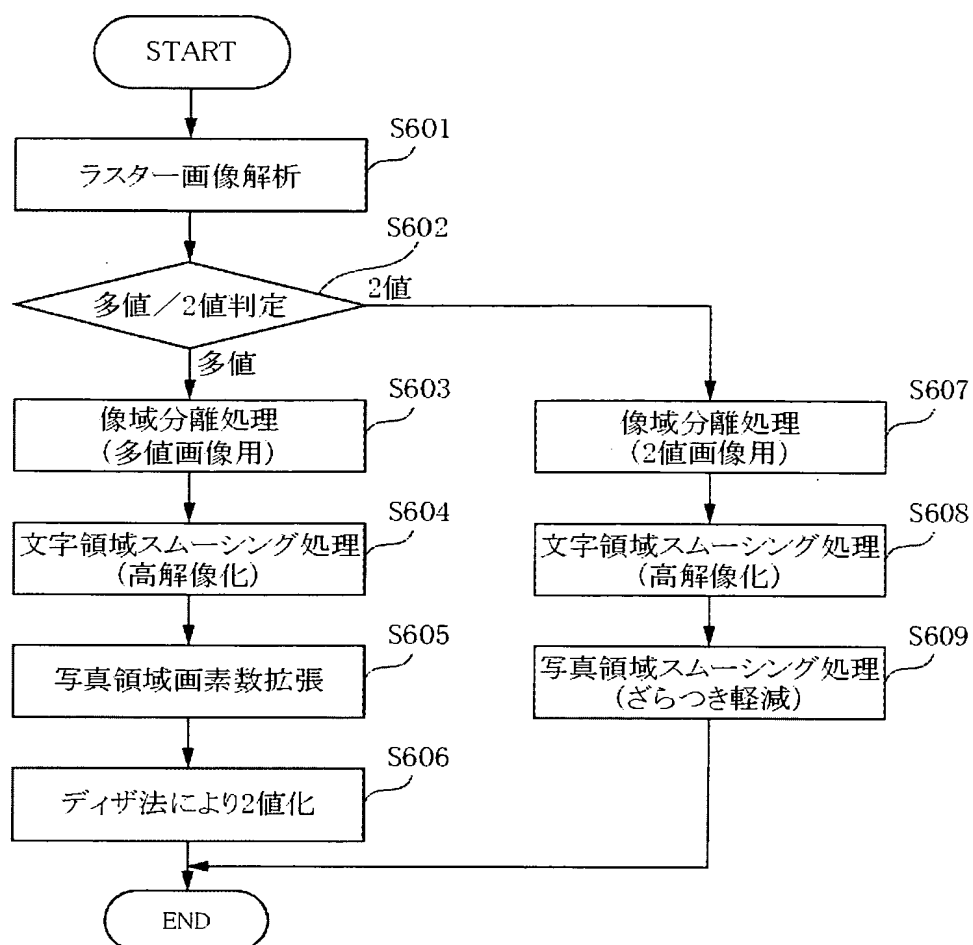 START
S601
ラスター画像解析
S602
多値／2値判定
2値
多値
S603
像域分離処理
(多値画像用)
S604
文字領域スムーシング処理
(高解像化)
S605
写真領域画素数拡張
S606
ディザ法により2値化
S607
像域分離処理
(2値画像用)
S608
文字領域スムーシング処理
(高解像化)
S609
写真領域スムーシング処理
(ざらつき軽減)
END